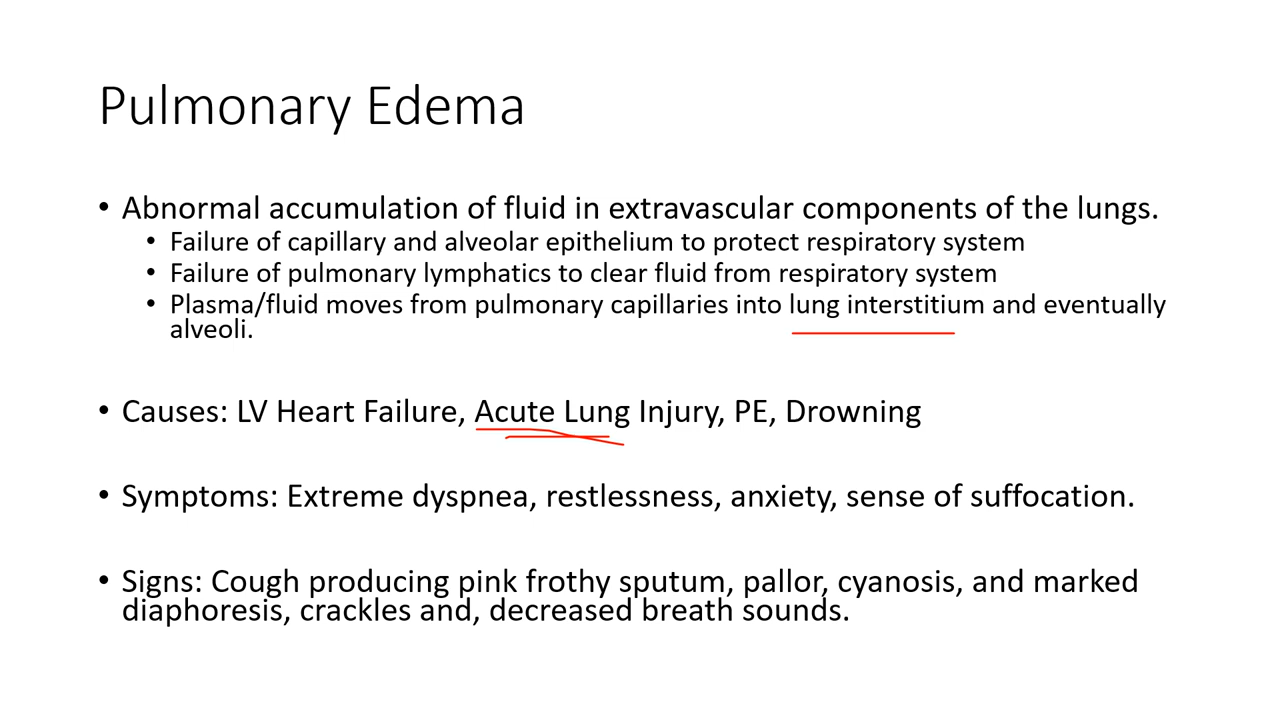 Pulmonary Edema
• Abnormal accumulation of fluid in extravascular components of the lungs.
• Failure of capillary and alveolar epithelium to protect respiratory system
• Failure of pulmonary lymphatics to clear fluid from respiratory system
• Plasma/fluid moves from pulmonary capillaries into lung interstitium and eventually
alveoli.
• Causes: LV Heart Failure, Acute Lung Injury, PE, Drowning
• Symptoms: Extreme dyspnea, restlessness, anxiety, sense of suffocation.
• Signs: Cough producing pink frothy sputum, pallor, cyanosis, and marked
diaphoresis, crackles and, decreased breath sounds.